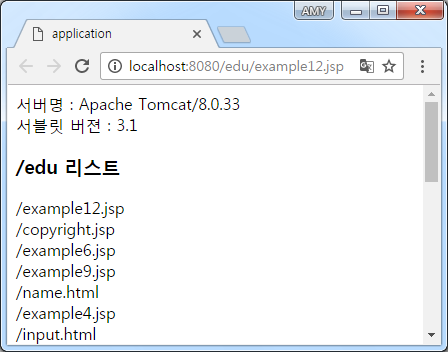 AMY
application
localhost:8080/edu/example12.jsp
서버명 : Apache Tomcat/8.0.33
서블릿 버젼 : 3.1
/edu 리스트
/example12.jsp
/copyright.jsp
/example6.jsp
/example9.jsp
/name.html
/example4.jsp
/input.html